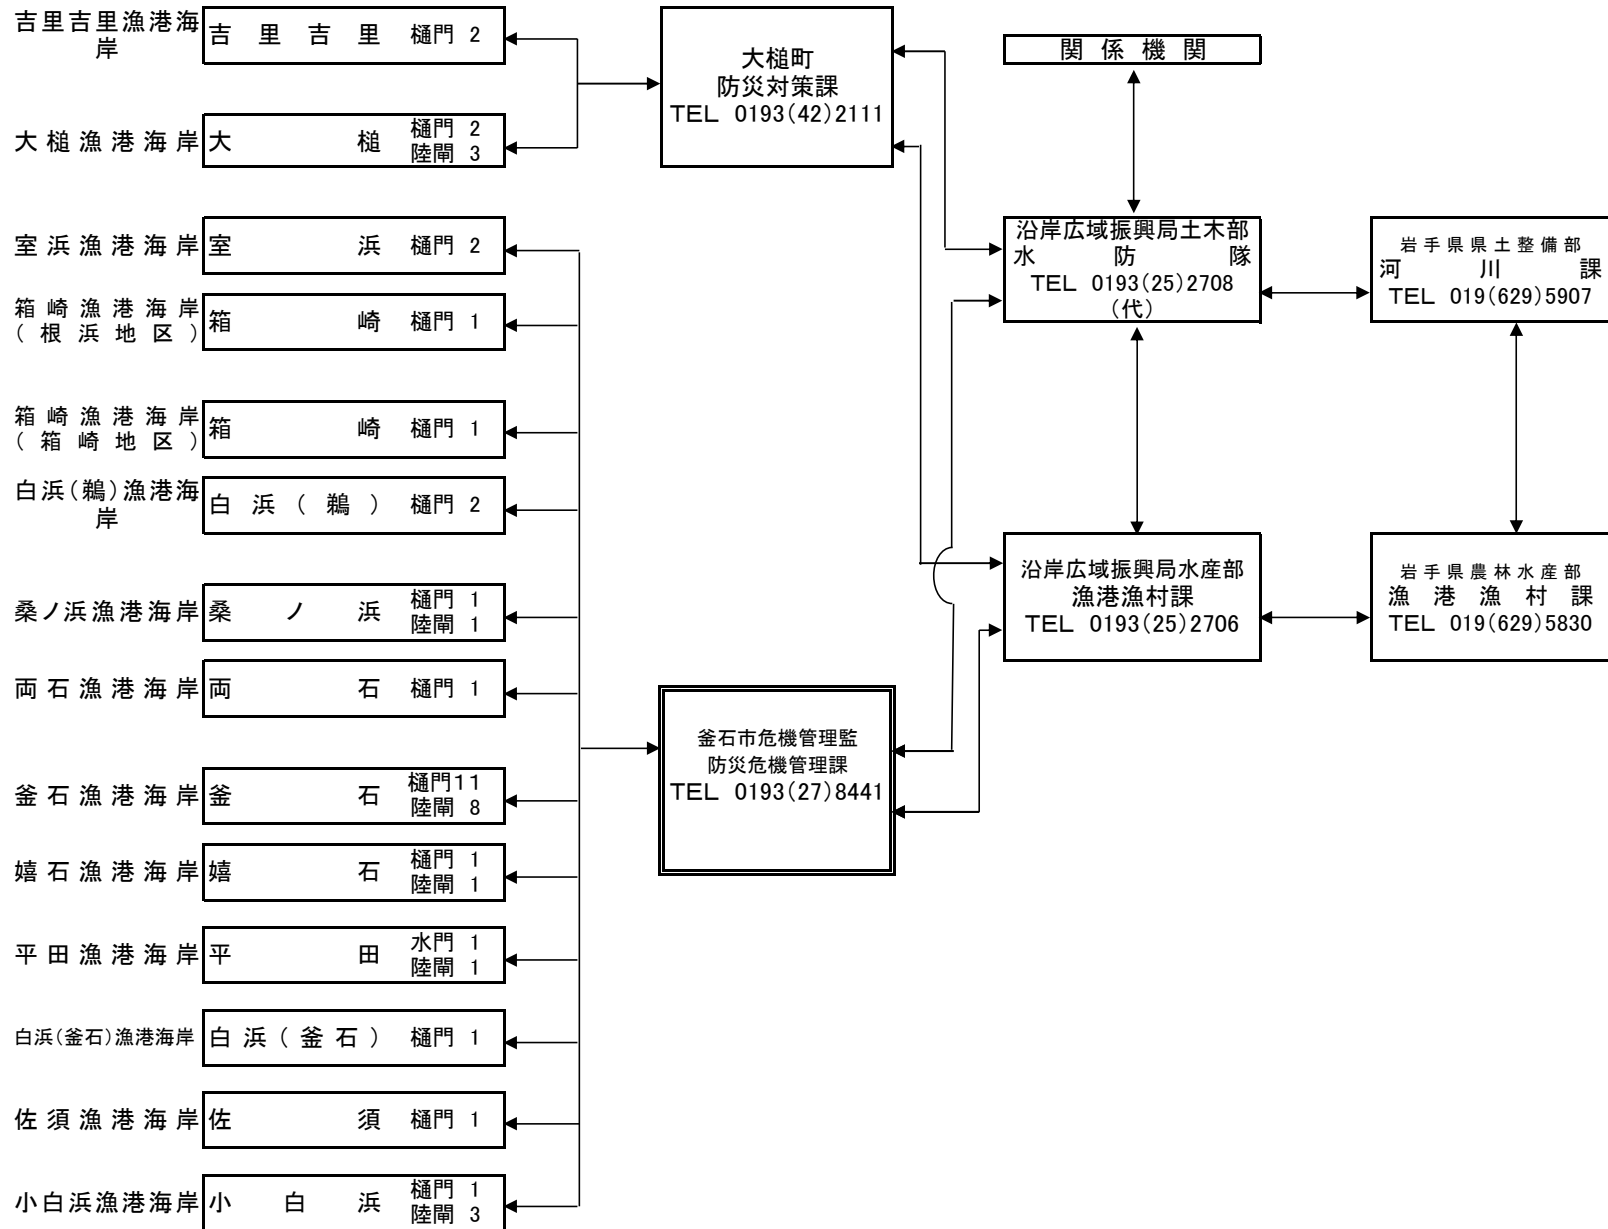 吉里吉里漁港海
岸
吉里吉里 樋門 2
大槌漁港海岸
大槌
樋門 2
陸閘 3
室浜漁港海岸
室浜 樋門 2
箱崎漁港海岸
(根浜地区)
箱崎 樋門 1
箱崎漁港海岸
(箱崎地区)
箱崎 樋門 1
白浜(鵜)漁港海
岸
白浜(鵜) 樋門 2
桑ノ浜漁港海岸
桑ノ浜
樋門 1
陸閘 1
両石漁港海岸
両石 樋門 1
釜石漁港海岸
釜石
樋門11
陸閘 8
嬉石漁港海岸
嬉石
樋門 1
陸閘 1
平田漁港海岸
平田
水門 1
陸閘 1
白浜(釜石)漁港海岸
白浜(釜石) 樋門 1
佐須漁港海岸
佐須 樋門 1
小白浜漁港海岸
小白浜
樋門 1
陸閘 3
大槌町
防災対策課
TEL 0193(42)2111
釜石市危機管理監
防災危機管理課
TEL 0193(27)8441
関係機関
沿岸広域振興局土木部
水防隊
TEL 0193(25)2708
(代)
沿岸広域振興局水産部
漁港漁村課
TEL 0193(25)2706
岩手県県土整備部
河川課
TEL 019(629)5907
岩手県農林水産部
漁港漁村課
TEL 019(629)5830